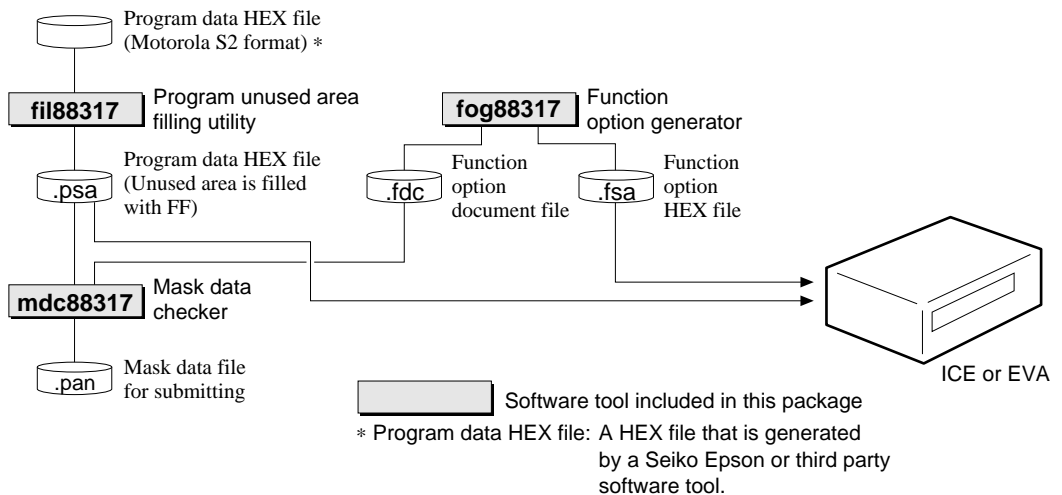 Program data HEX file
(Motorola S2 format) *
fil88317
Program unused area
filling utility
fog88317
Function
option generator
.psa
Program data HEX file
(Unused area is filled
with FF)
.fdc
Function
option
document file
.fsa
Function
option
HEX file
mdc88317
Mask data
checker
.pan
Mask data file
for submitting
ICE or EVA
Software tool included in this package
* Program data HEX file: A HEX file that is generated
by a Seiko Epson or third party
software tool.